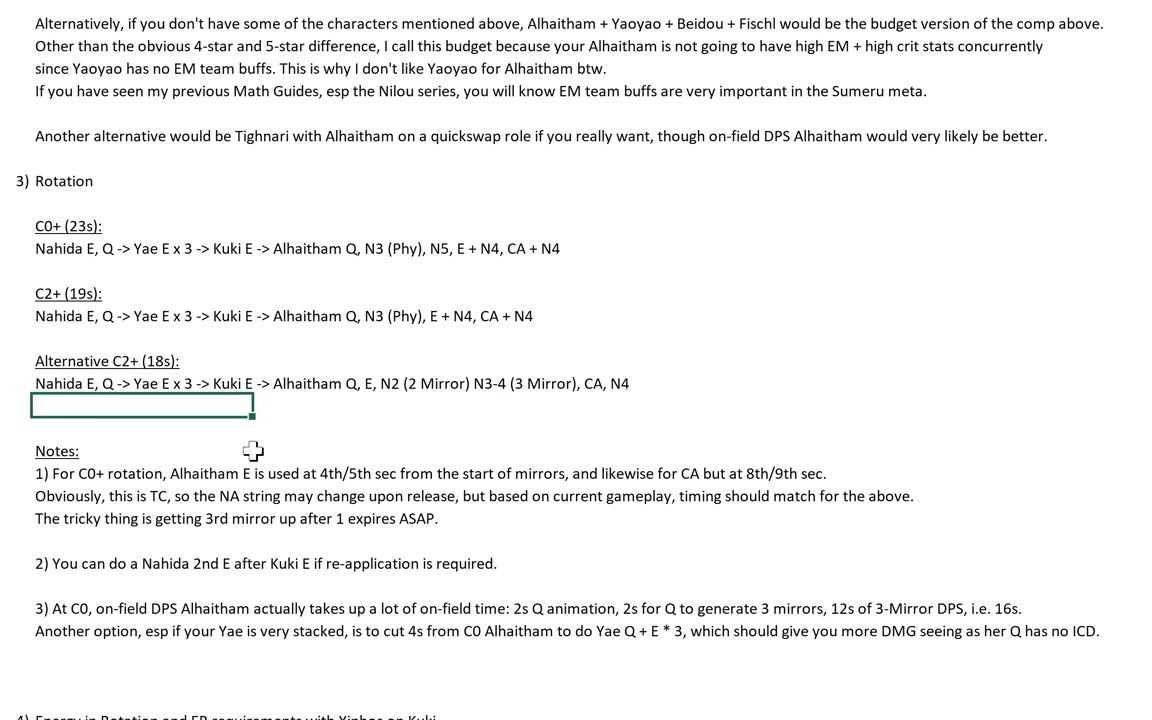 Alternatively, if you don't have some of the characters mentioned above, Alhaitham + Yaoyao + Beidou + Fischl would be the budget version of the comp above.
Other than the obvious 4-star and 5-star difference, I call this budget because your Alhaitham is not going to have high EM + high crit stats concurrently
since Yaoyao has no EM team buffs. This is why I don't like Yaoyao for Alhaitham btw.
If you have seen my previous Math Guides, esp the Nilou series, you will know EM team buffs are very important in the Sumeru meta.
Another alternative would be Tighnari with Alhaitham on a quickswap role if you really want, though on-field DPS Alhaitham would very likely be better.
3) Rotation
C0+ (23s):
Nahida E, Q -> Yae E x 3 -> Kuki E -> Alhaitham Q, N3 (Phy), N5, E + N4, CA + N4
C2+ (19s):
Nahida E, Q -> Yae E x 3 -> Kuki E -> Alhaitham Q, N3 (Phy), E + N4, CA + N4
Alternative C2+ (18s):
Nahida E, Q -> Yae E x 3 -> Kuki E -> Alhaitham Q, E, N2 (2 Mirror) N3-4 (3 Mirror), CA, N4
Notes:
1) For C0+ rotation, Alhaitham E is used at 4th/5th sec from the start of mirrors, and likewise for CA but at 8th/9th sec.
Obviously, this is TC, so the NA string may change upon release, but based on current gameplay, timing should match for the above.
The tricky thing is getting 3rd mirror up after 1 expires ASAP.
2) You can do a Nahida 2nd E after Kuki E if re-application is required.
3) At C0, on-field DPS Alhaitham actually takes up a lot of on-field time: 2s Q animation, 2s for Q to generate 3 mirrors, 12s of 3-Mirror DPS, i.e. 16s.
Another option, esp if your Yae is very stacked, is to cut 4s from C0 Alhaitham to do Yae Q + E * 3, which should give you more DMG seeing as her Q has no ICD.
4) Energy in Rotation and ER requirements with Xinhos on Kuki